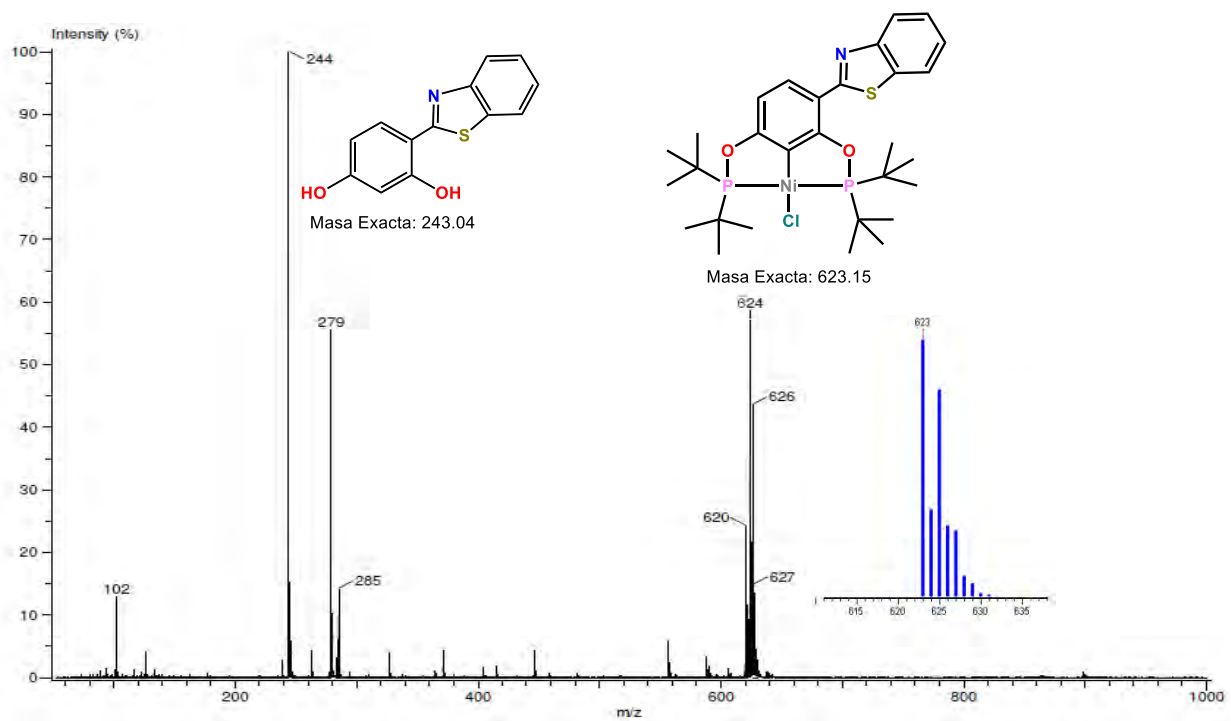 Intensity (%)
100
90
80
70
60
50
40
30
20
10
0
244
279
285
102
620
624
626
627
N
S
HO
OH
Masa Exacta: 243.04
N
S
O
O
P
Ni
P
Cl
Masa Exacta: 623.15
623
615
620
625
630
635
200
400
600
800
1000
m/z